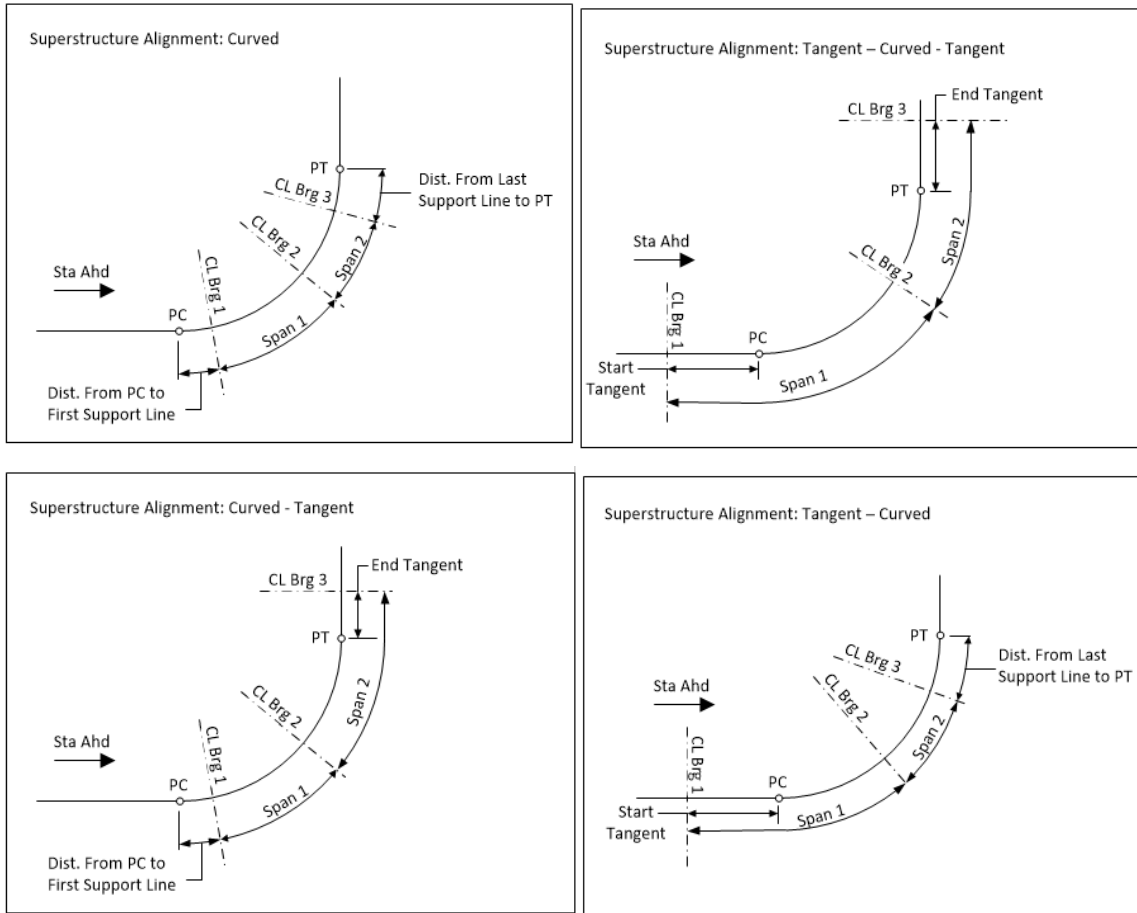 Superstructure Alignment: Curved
PT
CL Brg 3
Dist. From Last
Support Line to PT
CL Brg 2
Span 2
CL Brg 1
Sta Ahd
PC
Span 1
Dist. From PC to
First Support Line
Superstructure Alignment: Tangent – Curved - Tangent
End Tangent
CL Brg 3
PT
Span 2
CL Brg 2
Sta Ahd
CL Brg 1
PC
Start
Tangent
Span 1
Superstructure Alignment: Curved - Tangent
End Tangent
CL Brg 3
PT
CL Brg 2
Span 2
CL Brg 1
Sta Ahd
PC
Span 1
Dist. From PC to
First Support Line
Superstructure Alignment: Tangent – Curved
PT
CL Brg 3
Dist. From Last
Support Line to PT
CL Brg 2
Sta Ahd
Span 2
CL Brg 1
PC
Start
Tangent
Span 1